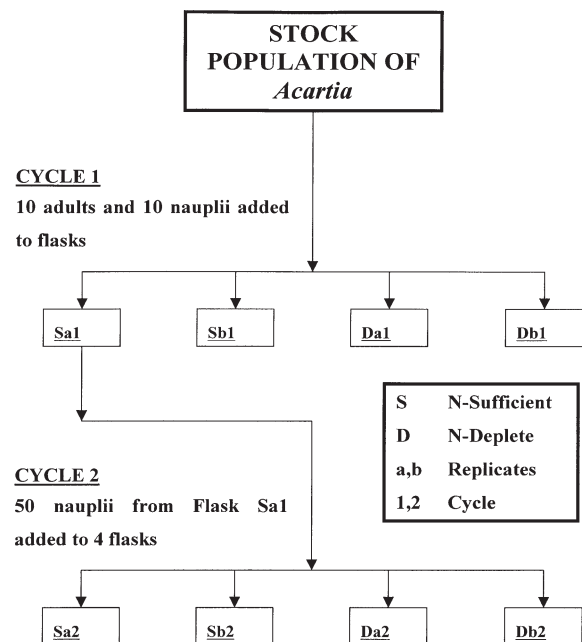 STOCK
POPULATION OF
Acartia
CYCLE 1
10 adults and 10 nauplii added
to flasks
Sa1 Sb1 Da1 Db1
S N-Sufficient
D N-Deplete
a,b Replicates
1,2 Cycle
CYCLE 2
50 nauplii from Flask Sa1
added to 4 flasks
Sa2 Sb2 Da2 Db2